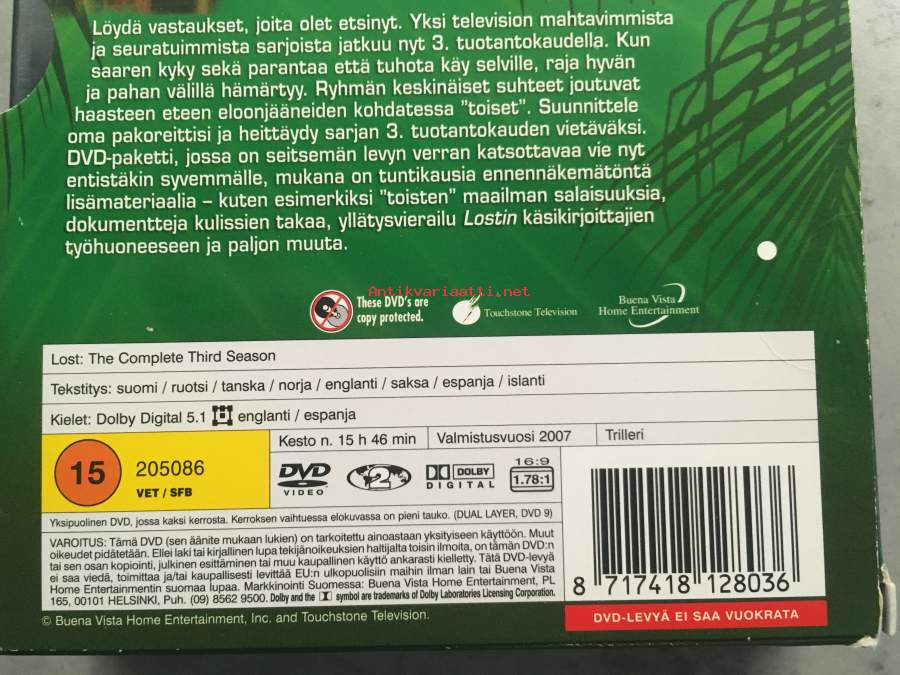 Löydä vastaukset, joita olet etsinyt. Yksi television mahtavimmista
ja seuratuimmista sarjoista jatkuu nyt 3. tuotantokaudella. Kun
saaren kyky sekä parantaa että tuhota käy selville, raja hyvän
ja pahan välillä hämärtyy. Ryhmän keskinäiset suhteet joutuvat
haasteen eteen eloonjääneiden kohdatessa "toiset". Suunnittele
oma pakoreittisi ja heittäydy sarjan 3. tuotantokauden vietäväksi.
DVD-paketti, jossa on seitsemän levyn verran katsottavaa vie nyt
entistäkin syvemmälle, mukana on tuntikausia ennennäkemätöntä
lisämateriaalia – kuten esimerkiksi "toisten" maailman salaisuuksia,
dokumentteja kulissien takaa, yllätysvierailu Lostin käsikirjoittajien
työhuoneeseen ja paljon muuta.
Antikvariaatti.net
These DVD's are
copy protected.
Touchstone Television
Buena Vista
Home Entertainment
Lost: The Complete Third Season
Tekstitys: suomi / ruotsi / tanska / norja / englanti / saksa / espanja / islanti
Kielet: Dolby Digital 5.1 englanti / espanja
15
205086
VET / SFB
Kesto n. 15 h 46 min
Valmistusvuosi 2007
Trilleri
DVD
VIDEO
2
DOLBY
DIGITAL
16:9
1.78:1
Yksipuolinen DVD, jossa kaksi kerrosta. Kerroksen vaihtuessa elokuvassa on pieni tauko. (DUAL LAYER, DVD 9)
VAROITUS: Tämä DVD (sen äänite mukaan lukien) on tarkoitettu ainoastaan yksityiseen käyttöön. Muut
oikeudet pidätetään. Ellei laki tai kirjallinen lupa tekijänoikeuksien haltijalta toisin ilmoita, on tämän DVD:n
tai sen osan kopiointi, julkinen esittäminen tai muu kaupallinen käyttö ankarasti kielletty. Tätä DVD-levyä
ei saa viedä, toimittaa ja/tai kaupallisesti levittää EU:n ulkopuolisiin maihin ilman lain tai Buena Vista
Home Entertainmentin suomaa lupaa. Markkinointi Suomessa: Buena Vista Home Entertainment, PL
165, 00101 HELSINKI, Puh. (09) 8562 9500. Dolby and the symbol are trademarks of Dolby Laboratories Licensing Corporation.
8 717418 128036
© Buena Vista Home Entertainment, Inc. and Touchstone Television.
DVD-LEVYÄ EI SAA VUOKRATA